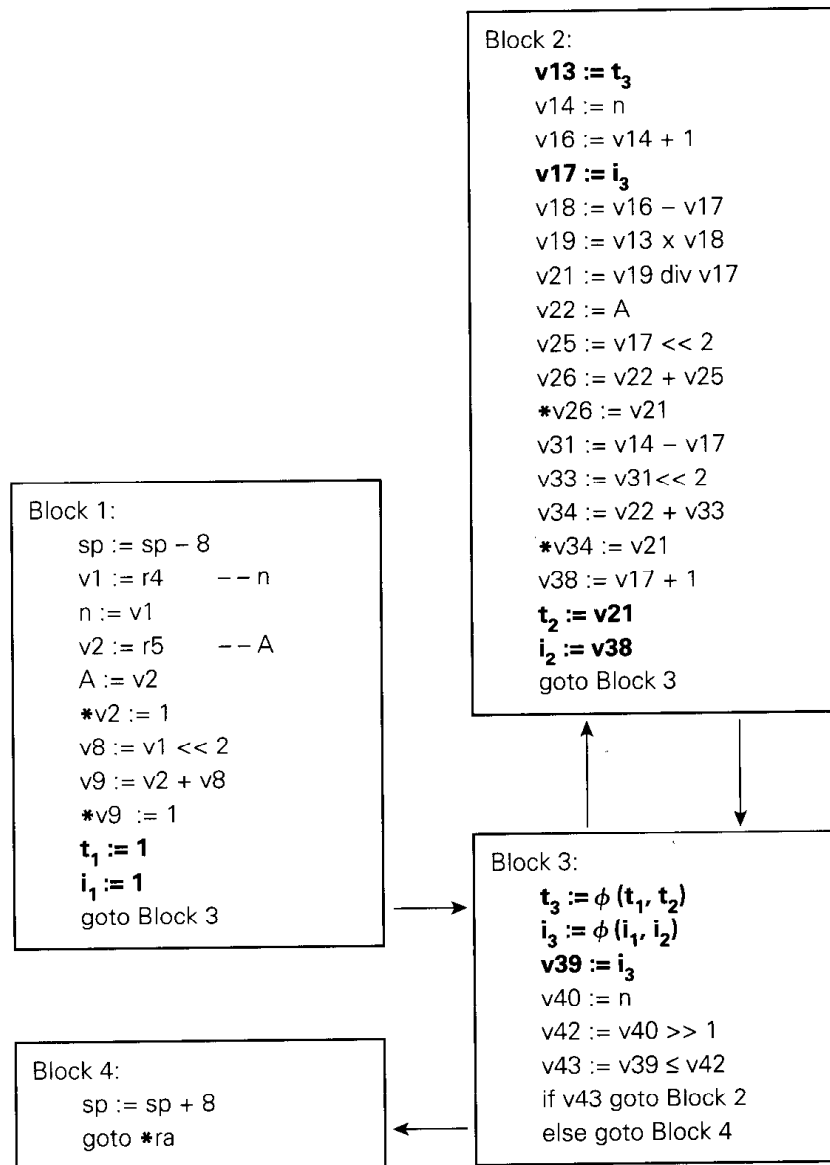 Block 1:
sp := sp – 8
v1 := r4 – – n
n := v1
v2 := r5 – – A
A := v2
*v2 := 1
v8 := v1 << 2
v9 := v2 + v8
*v9 := 1
t₁ := 1
i₁ := 1
goto Block 3
Block 2:
v13 := t₃
v14 := n
v16 := v14 + 1
v17 := i₃
v18 := v16 – v17
v19 := v13 x v18
v21 := v19 div v17
v22 := A
v25 := v17 << 2
v26 := v22 + v25
*v26 := v21
v31 := v14 – v17
v33 := v31<< 2
v34 := v22 + v33
*v34 := v21
v38 := v17 + 1
t₂ := v21
i₂ := v38
goto Block 3
Block 3:
t₃ := ϕ (t₁, t₂)
i₃ := ϕ (i₁, i₂)
v39 := i₃
v40 := n
v42 := v40 >> 1
v43 := v39 ≤ v42
if v43 goto Block 2
else goto Block 4
Block 4:
sp := sp + 8
goto *ra